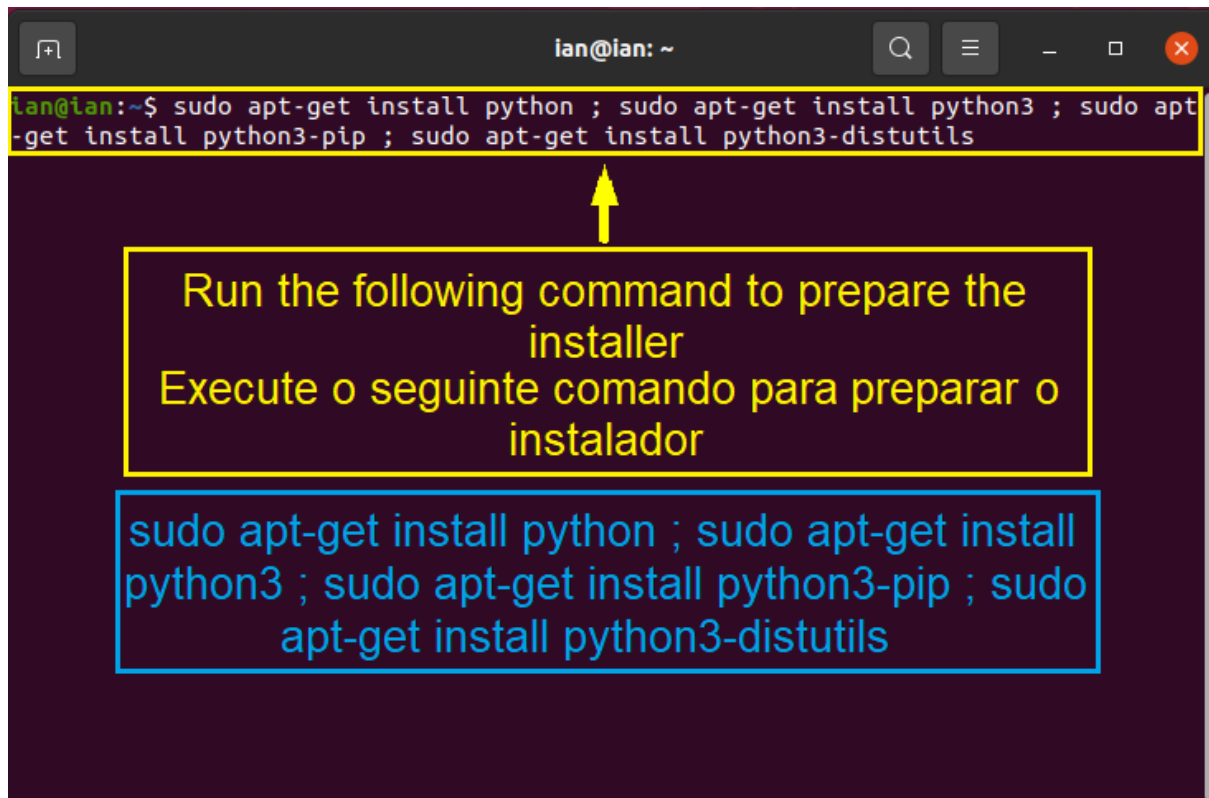 ian@ian: ~
ian@ian:~$ sudo apt-get install python ; sudo apt-get install python3 ; sudo apt
-get install python3-pip ; sudo apt-get install python3-distutils
Run the following command to prepare the
installer
Execute o seguinte comando para preparar o
instalador
sudo apt-get install python ; sudo apt-get install
python3 ; sudo apt-get install python3-pip ; sudo
apt-get install python3-distutils